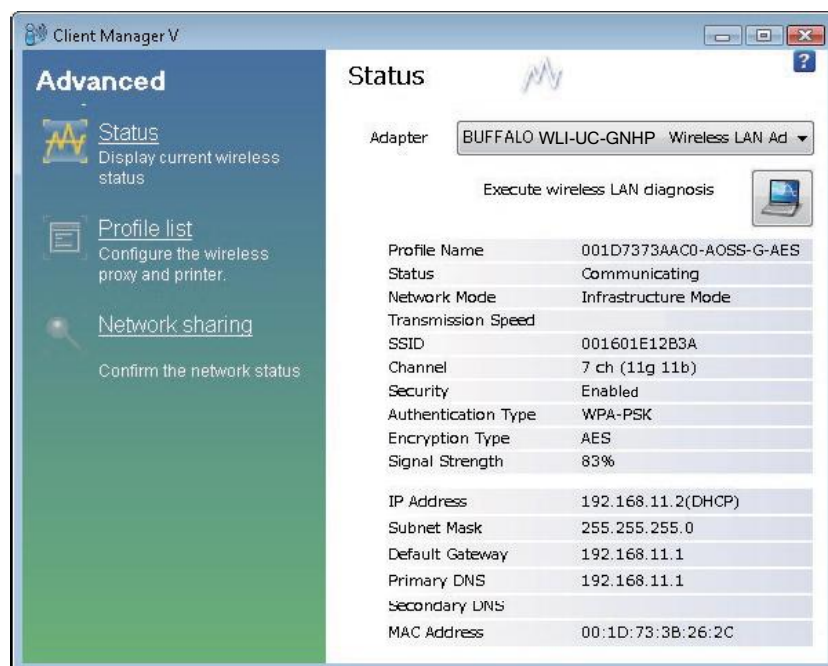 Client Manager V
Advanced
Status
Display current wireless
status
Profile list
Configure the wireless
proxy and printer.
Network sharing
Confirm the network status
Status
?
Adapter BUFFALO WLI-UC-GNHP Wireless LAN Ad
Execute wireless LAN diagnosis
Profile Name 001D7373AAC0-AOSS-G-AES
Status Communicating
Network Mode Infrastructure Mode
Transmission Speed
SSID 001601E12B3A
Channel 7 ch (11g 11b)
Security Enabled
Authentication Type WPA-PSK
Encryption Type AES
Signal Strength 83%
IP Address 192.168.11.2(DHCP)
Subnet Mask 255.255.255.0
Default Gateway 192.168.11.1
Primary DNS 192.168.11.1
Secondary DNS
MAC Address 00:1D:73:3B:26:2C